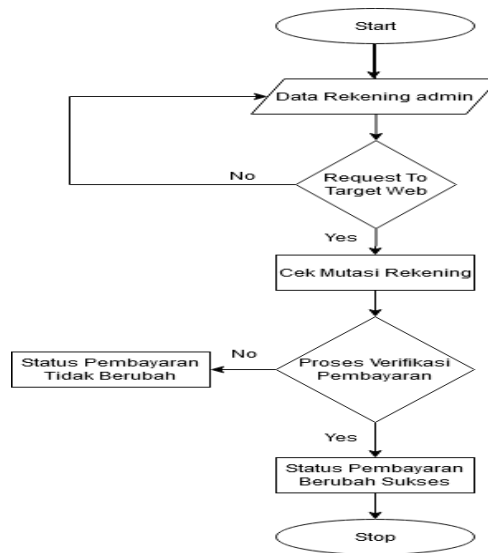 Start
Data Rekening admin
No
Request To
Target Web
Yes
Cek Mutasi Rekening
No
Status Pembayaran
Tidak Berubah
Proses Verifikasi
Pembayaran
Yes
Status Pembayaran
Berubah Sukses
Stop